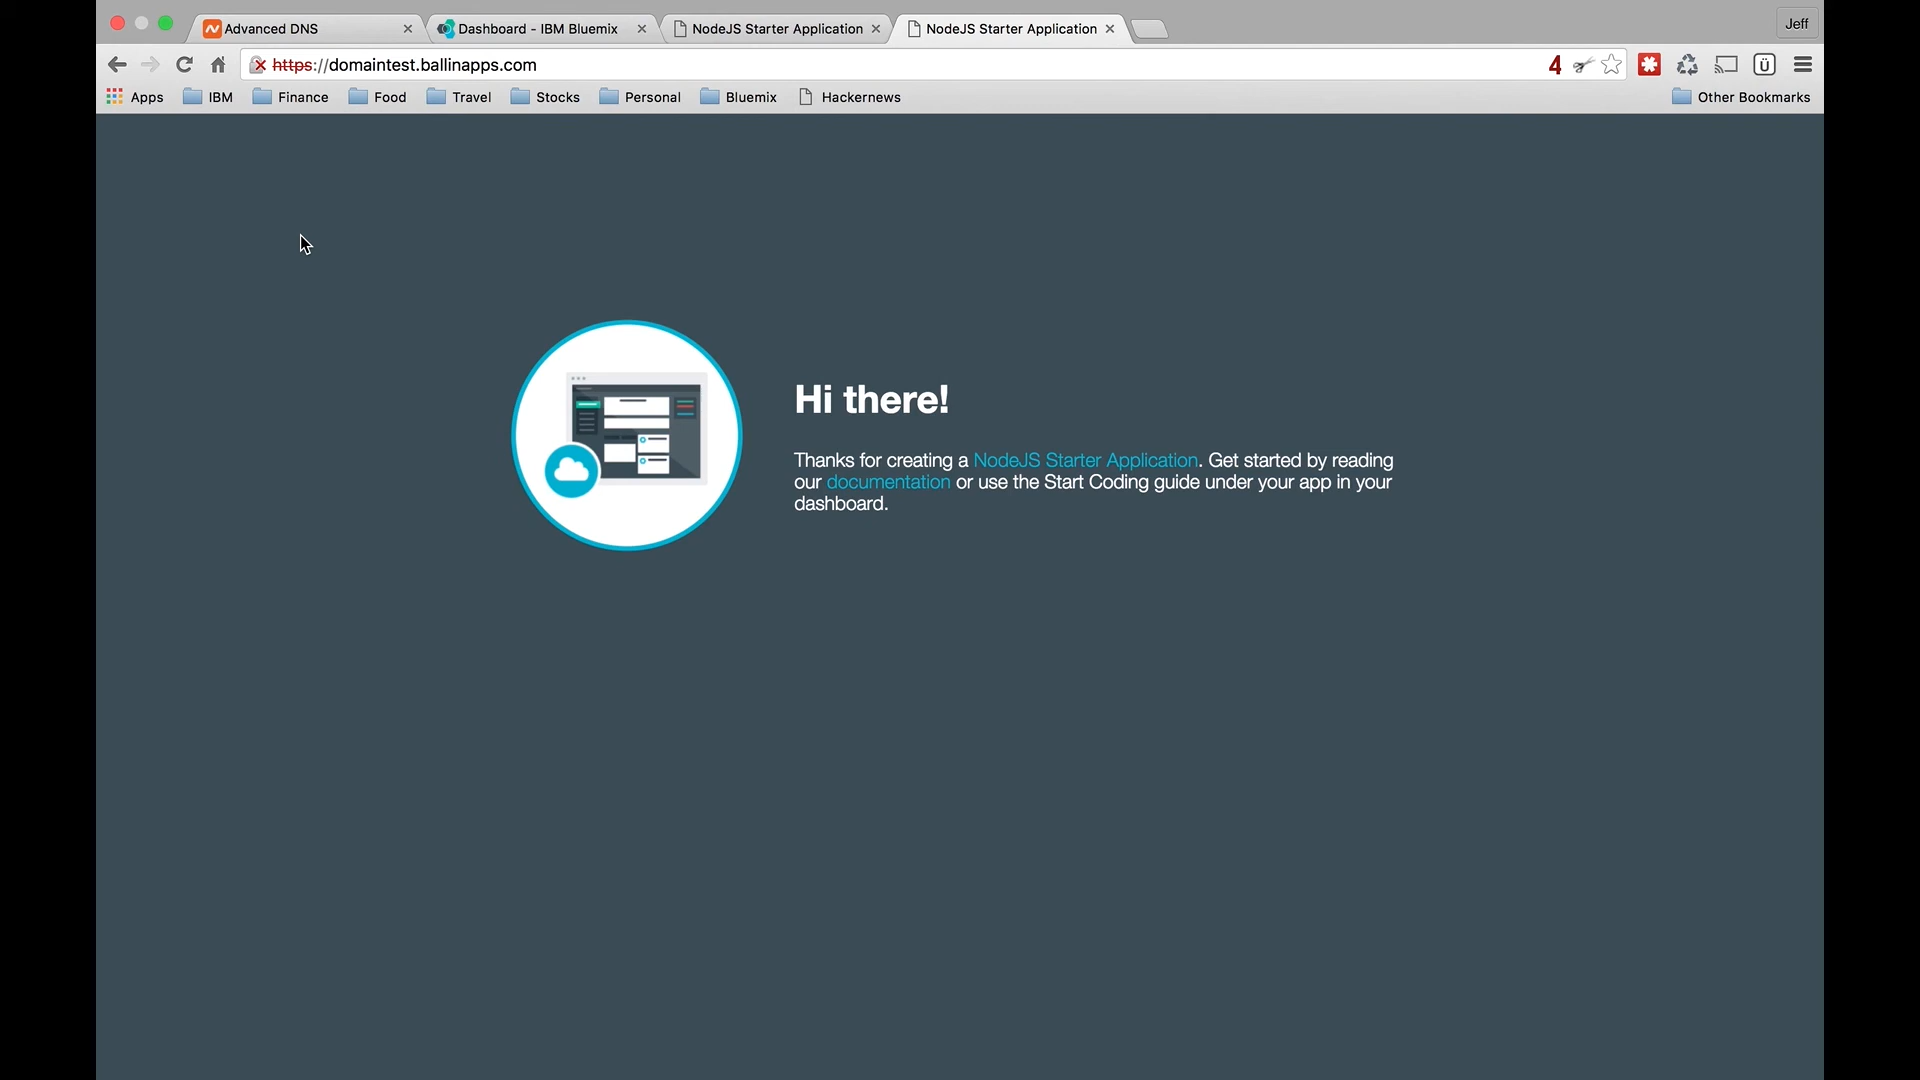 Advanced DNS
Dashboard - IBM Bluemix
NodeJS Starter Application
NodeJS Starter Application
Jeff
https://domaintest.ballinapps.com
4
Ü
Apps
IBM
Finance
Food
Travel
Stocks
Personal
Bluemix
Hackernews
Other Bookmarks
Hi there!
Thanks for creating a NodeJS Starter Application. Get started by reading
our documentation or use the Start Coding guide under your app in your
dashboard.